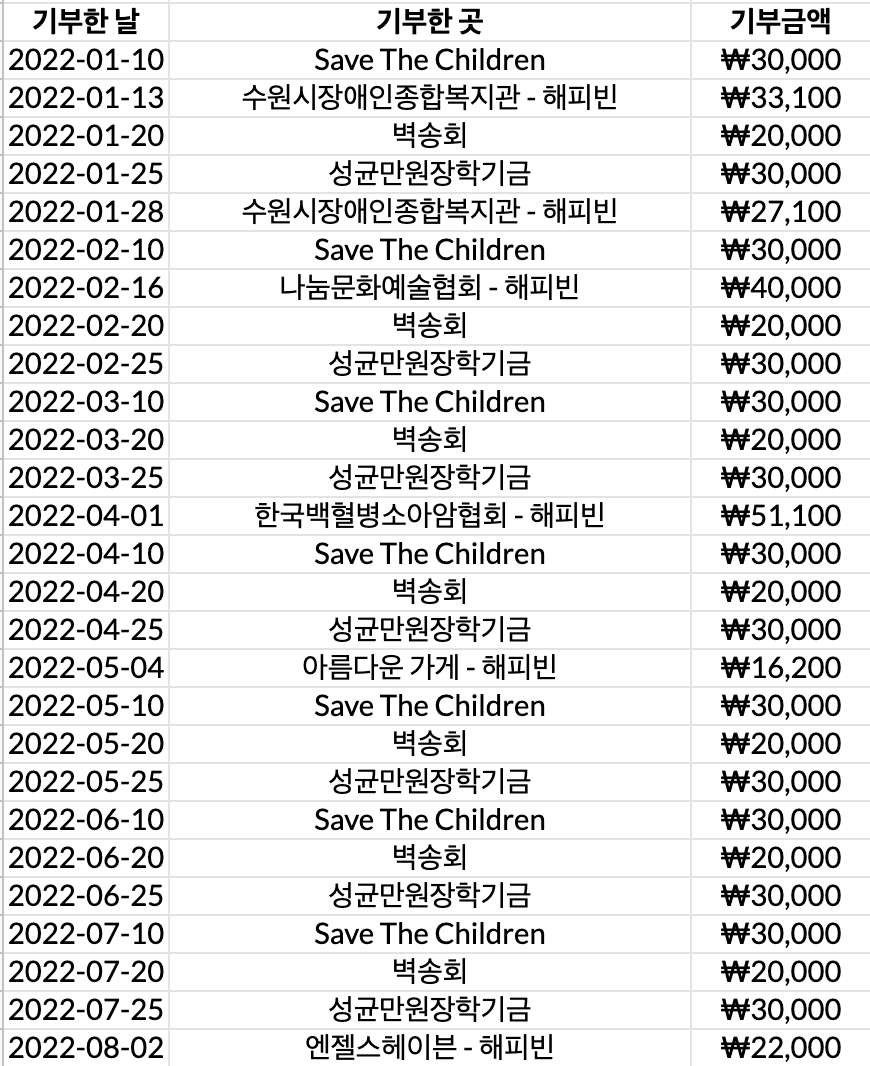 기부한 날 기부한 곳 기부금액
2022-01-10 Save The Children ₩30,000
2022-01-13 수원시장애인종합복지관 - 해피빈 ₩33,100
2022-01-20 벽송회 ₩20,000
2022-01-25 성균만원장학기금 ₩30,000
2022-01-28 수원시장애인종합복지관 - 해피빈 ₩27,100
2022-02-10 Save The Children ₩30,000
2022-02-16 나눔문화예술협회 - 해피빈 ₩40,000
2022-02-20 벽송회 ₩20,000
2022-02-25 성균만원장학기금 ₩30,000
2022-03-10 Save The Children ₩30,000
2022-03-20 벽송회 ₩20,000
2022-03-25 성균만원장학기금 ₩30,000
2022-04-01 한국백혈병소아암협회 - 해피빈 ₩51,100
2022-04-10 Save The Children ₩30,000
2022-04-20 벽송회 ₩20,000
2022-04-25 성균만원장학기금 ₩30,000
2022-05-04 아름다운 가게 - 해피빈 ₩16,200
2022-05-10 Save The Children ₩30,000
2022-05-20 벽송회 ₩20,000
2022-05-25 성균만원장학기금 ₩30,000
2022-06-10 Save The Children ₩30,000
2022-06-20 벽송회 ₩20,000
2022-06-25 성균만원장학기금 ₩30,000
2022-07-10 Save The Children ₩30,000
2022-07-20 벽송회 ₩20,000
2022-07-25 성균만원장학기금 ₩30,000
2022-08-02 엔젤스헤이븐 - 해피빈 ₩22,000